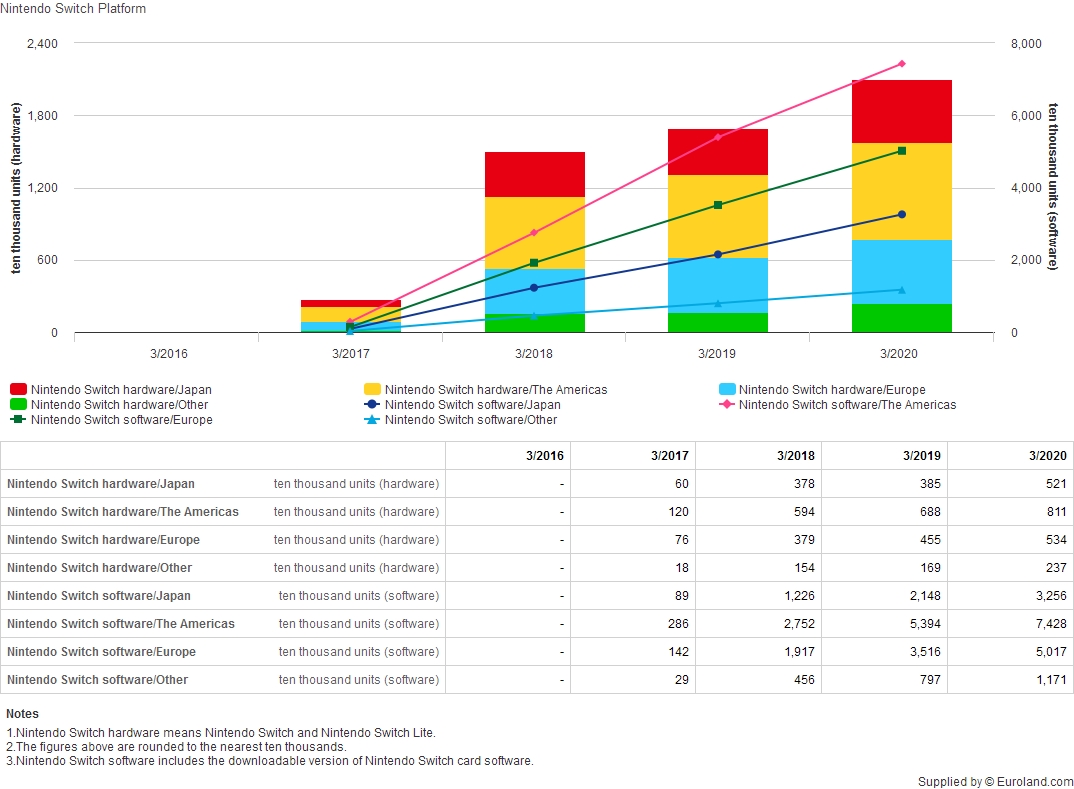 Nintendo Switch Platform
2,400 8,000
1,800 6,000
1,200 4,000
600 2,000
0 0
ten thousand units (hardware)
ten thousand units (software)
3/2016 3/2017 3/2018 3/2019 3/2020
Nintendo Switch hardware/Japan Nintendo Switch hardware/The Americas Nintendo Switch hardware/Europe
Nintendo Switch hardware/Other Nintendo Switch software/Japan Nintendo Switch software/The Americas
Nintendo Switch software/Europe Nintendo Switch software/Other
3/2016 3/2017 3/2018 3/2019 3/2020
Nintendo Switch hardware/Japan ten thousand units (hardware) - 60 378 385 521
Nintendo Switch hardware/The Americas ten thousand units (hardware) - 120 594 688 811
Nintendo Switch hardware/Europe ten thousand units (hardware) - 76 379 455 534
Nintendo Switch hardware/Other ten thousand units (hardware) - 18 154 169 237
Nintendo Switch software/Japan ten thousand units (software) - 89 1,226 2,148 3,256
Nintendo Switch software/The Americas ten thousand units (software) - 286 2,752 5,394 7,428
Nintendo Switch software/Europe ten thousand units (software) - 142 1,917 3,516 5,017
Nintendo Switch software/Other ten thousand units (software) - 29 456 797 1,171
Notes
1.Nintendo Switch hardware means Nintendo Switch and Nintendo Switch Lite.
2.The figures above are rounded to the nearest ten thousands.
3.Nintendo Switch software includes the downloadable version of Nintendo Switch card software.
Supplied by © Euroland.com